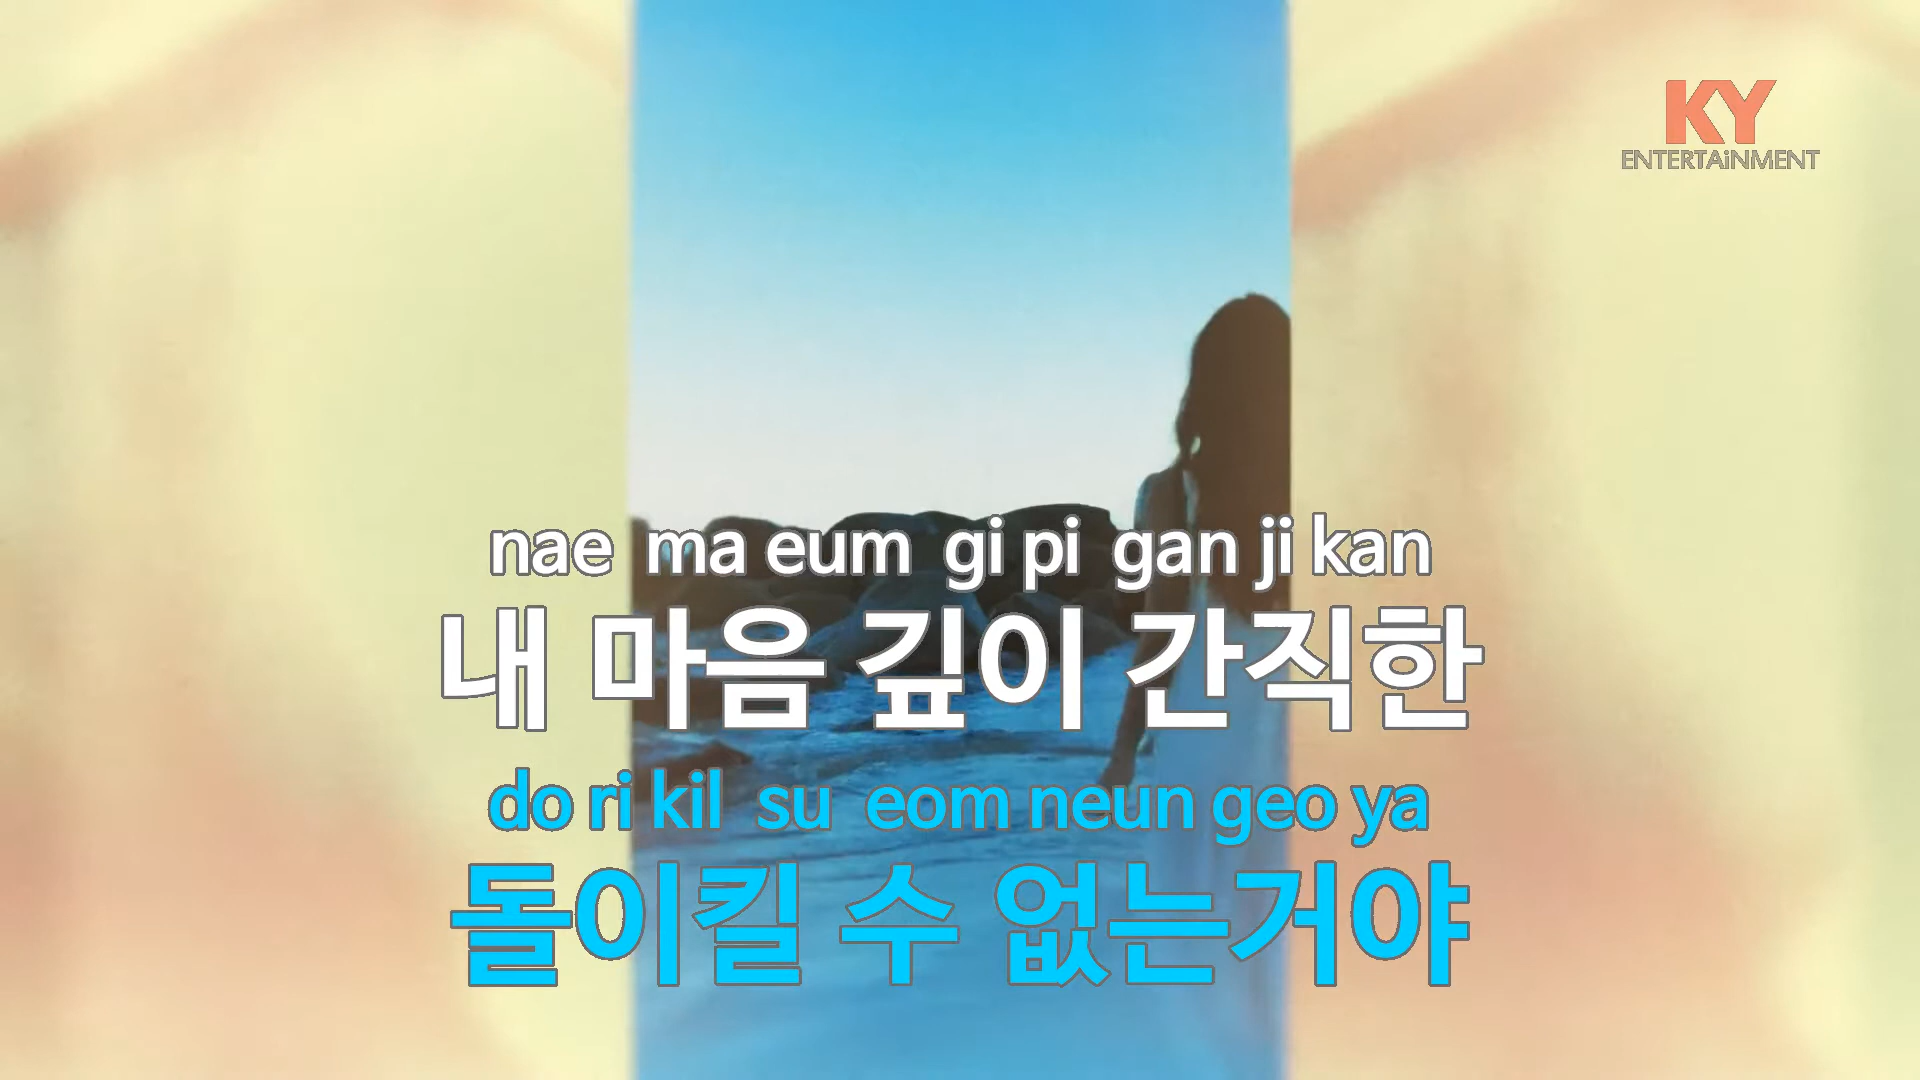 KY
ENTERTAiNMENT
nae ma eum gi pi gan ji kan
내 마음 깊이 간직한
do ri kil su eom neun geo ya
돌이킬 수 없는거야